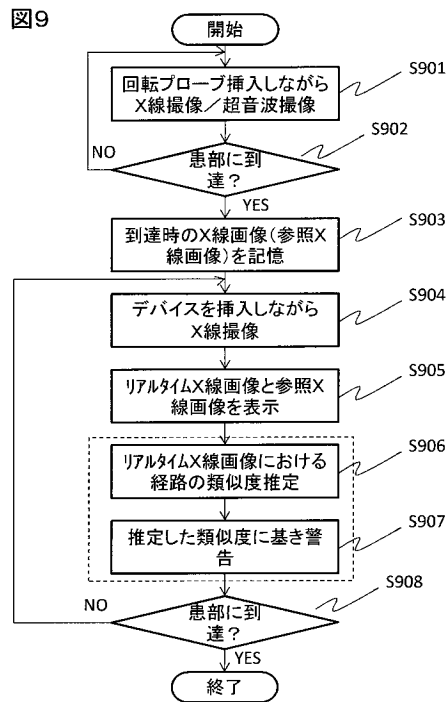 図9
開始
回転プローブ挿入しながら
X線撮像/超音波撮像
S901
患部に到
達?
S902
NO
YES
到達時のX線画像(参照X
線画像)を記憶
S903
デバイスを挿入しながら
X線撮像
S904
リアルタイムX線画像と参照X
線画像を表示
S905
リアルタイムX線画像における
経路の類似度推定
S906
推定した類似度に基き警
告
S907
患部に到
達?
S908
NO
YES
終了